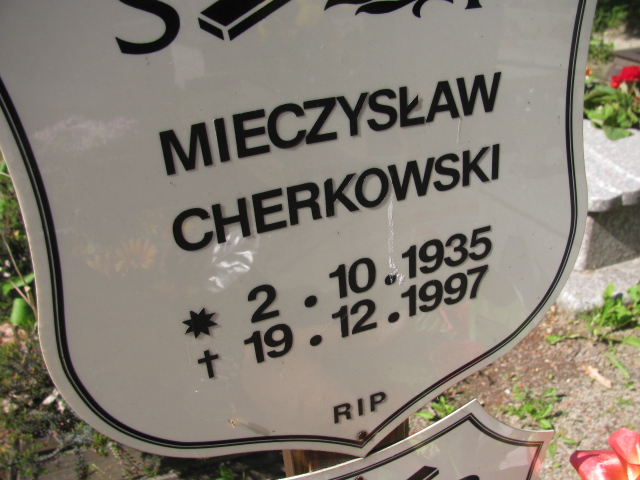 S
MIECZYSŁAW
CHERKOWSKI
✷ 2 . 10 . 1935
† 19 . 12 . 1997
RIP